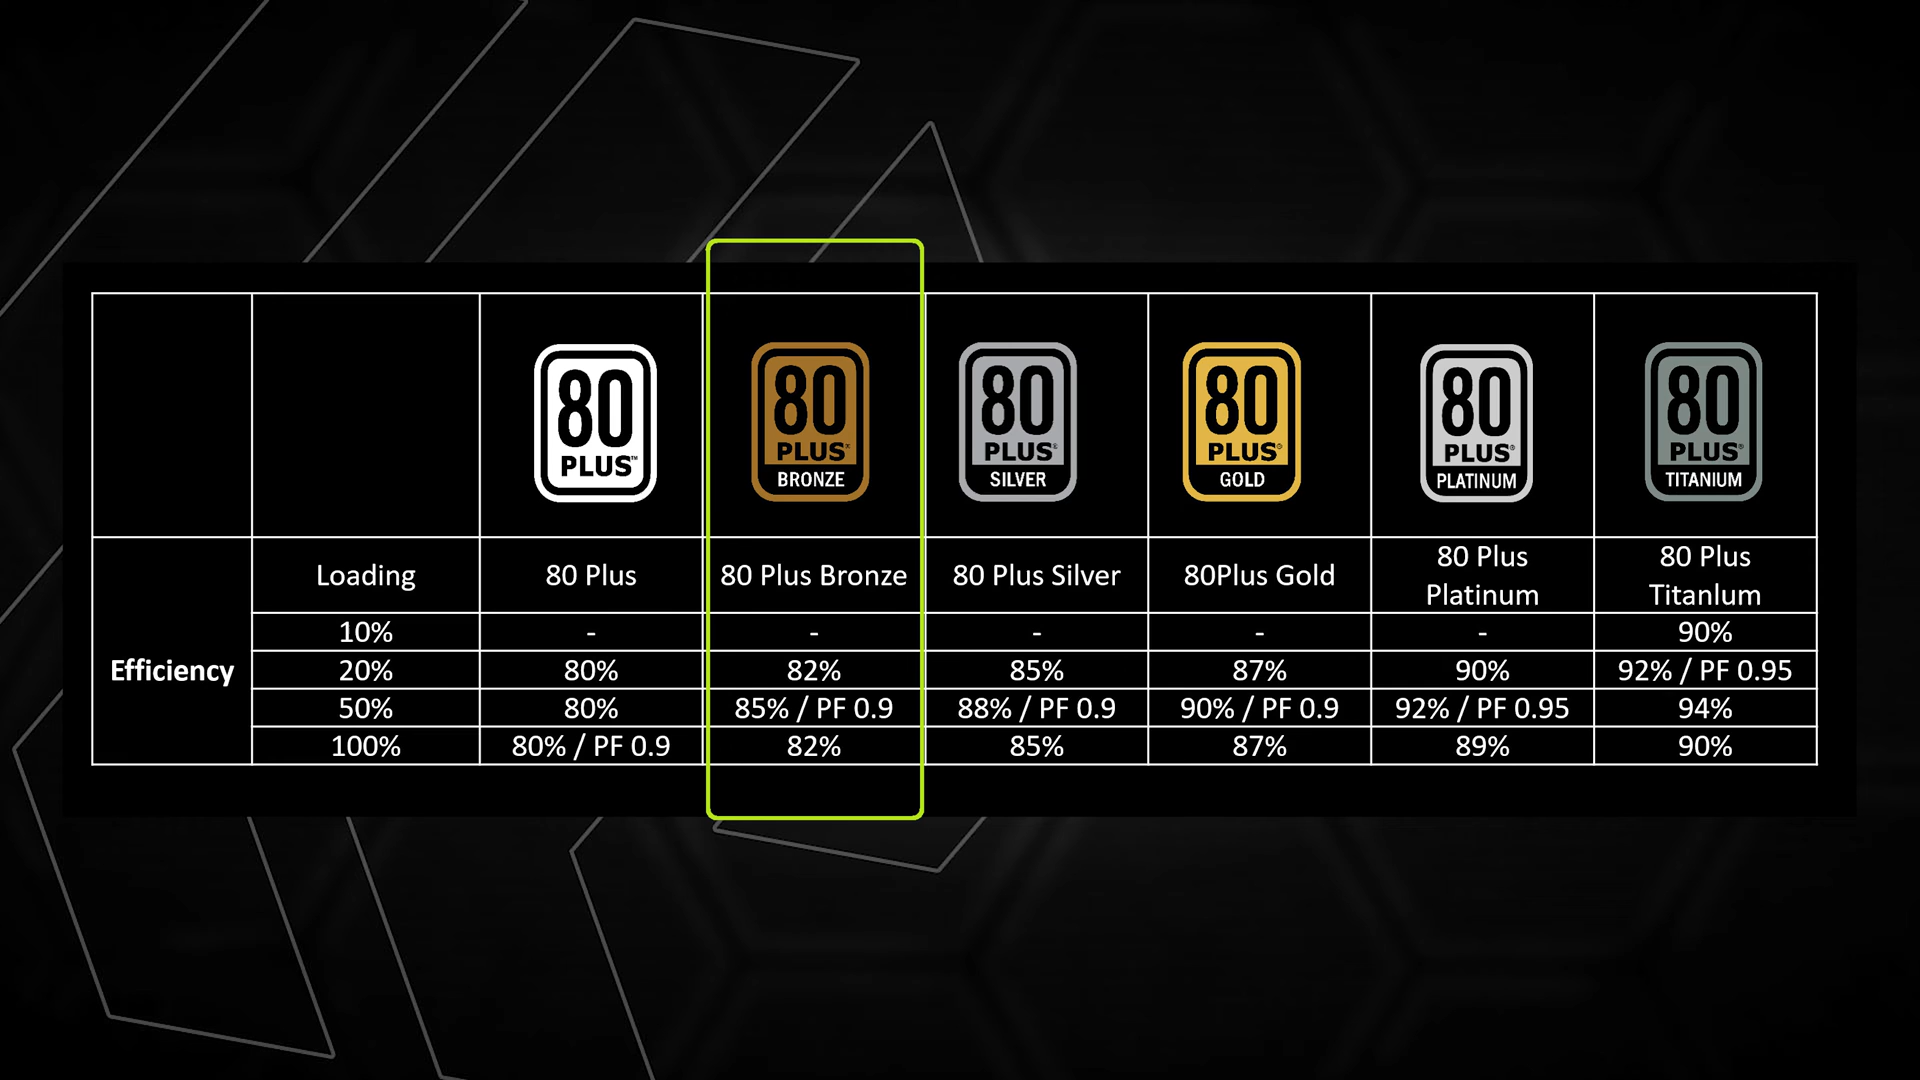 80 PLUS™
80 PLUS® BRONZE
80 PLUS® SILVER
80 PLUS® GOLD
80 PLUS® PLATINUM
80 PLUS® TITANIUM
Loading 80 Plus 80 Plus Bronze 80 Plus Silver 80Plus Gold 80 Plus Platinum 80 Plus Titanlum
10% - - - - - 90%
Efficiency 20% 80% 82% 85% 87% 90% 92% / PF 0.95
50% 80% 85% / PF 0.9 88% / PF 0.9 90% / PF 0.9 92% / PF 0.95 94%
100% 80% / PF 0.9 82% 85% 87% 89% 90%